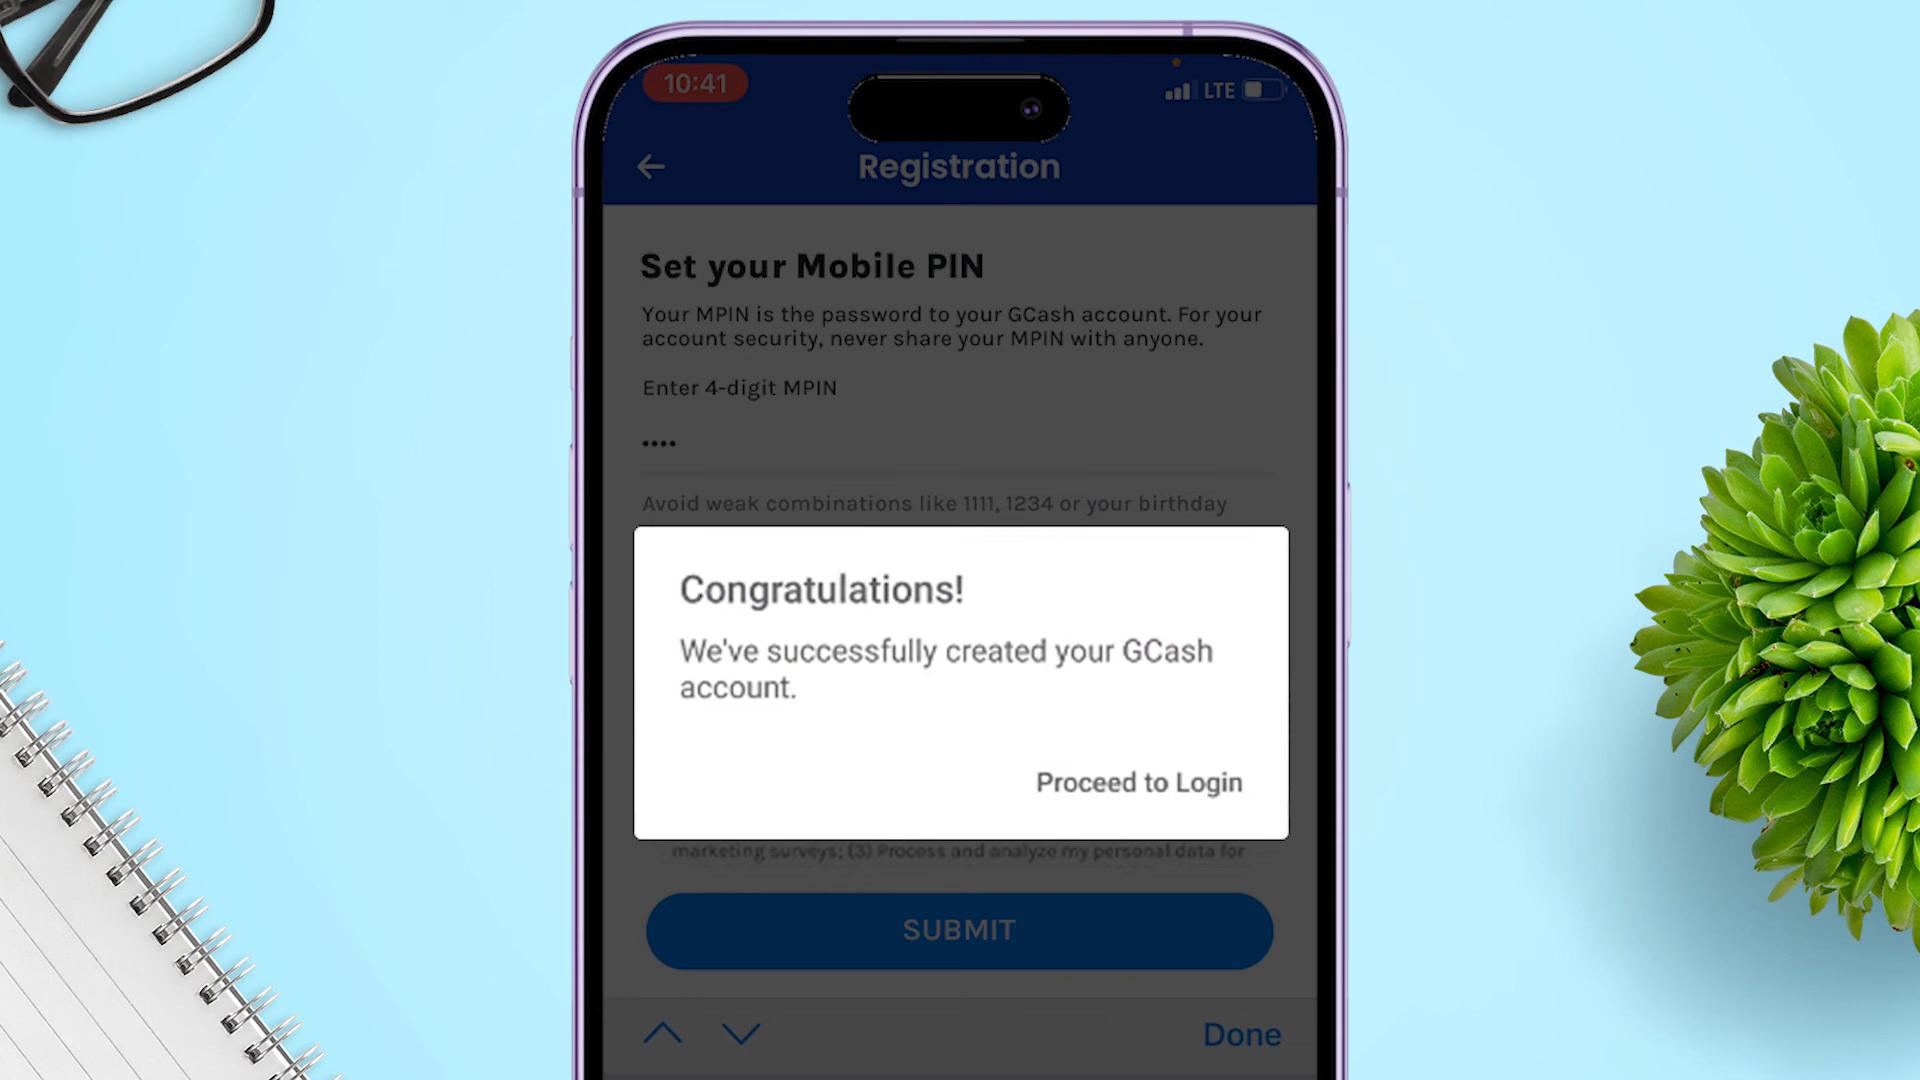 10:41
LTE
Registration
Set your Mobile PIN
Your MPIN is the password to your GCash account. For your
account security, never share your MPIN with anyone.
Enter 4-digit MPIN
••••
Avoid weak combinations like 1111, 1234 or your birthday
Congratulations!
We've successfully created your GCash
account.
Proceed to Login
marketing surveys; (3) Process and analyze my personal data for
SUBMIT
Done